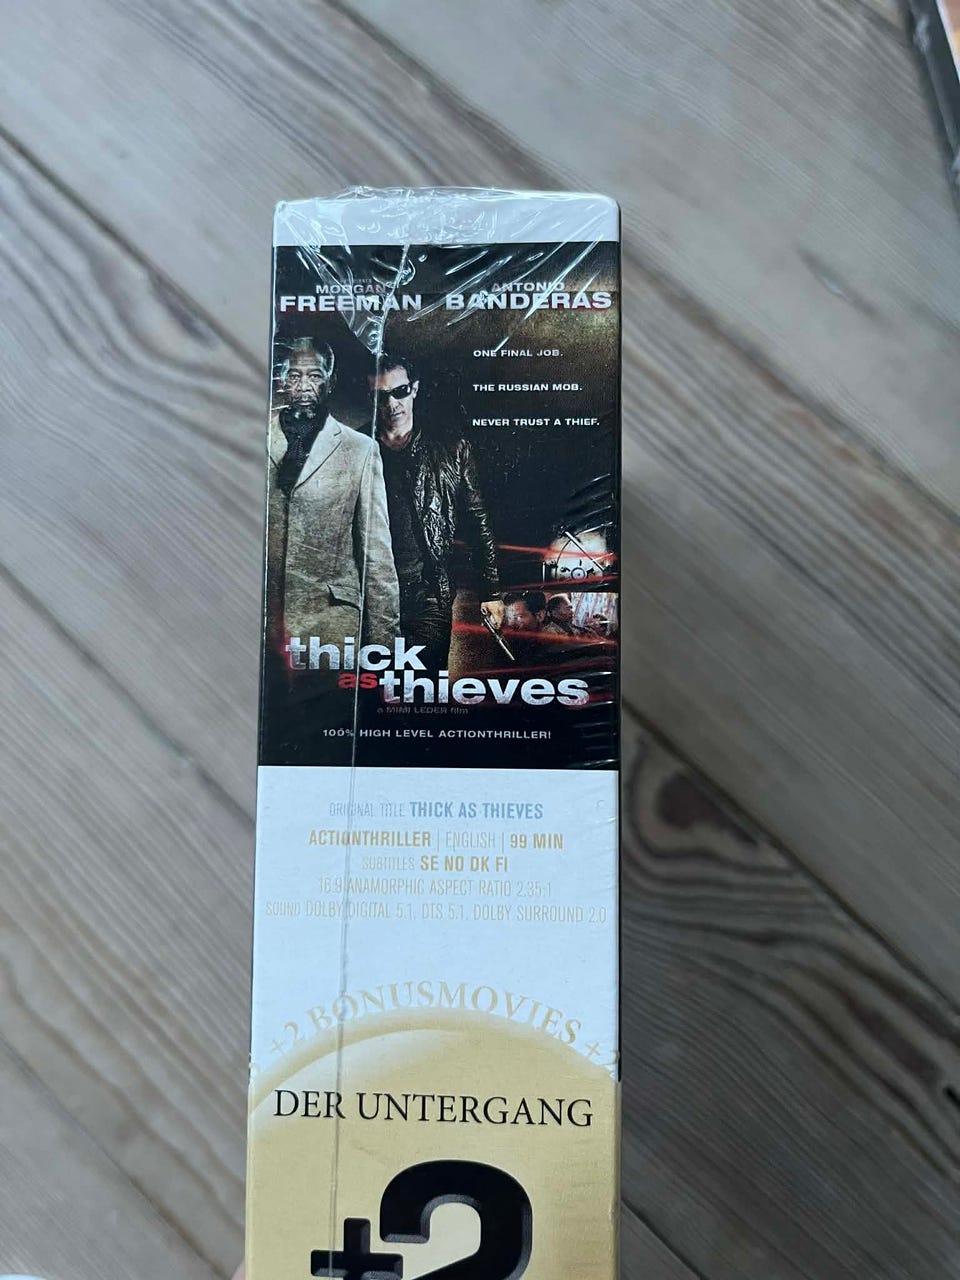 MORGAN ANTONIO
FREEMAN BANDERAS
ONE FINAL JOB.
THE RUSSIAN MOB.
NEVER TRUST A THIEF.
thick
as thieves
a MIMI LEDER film
100% HIGH LEVEL ACTIONTHRILLER!
ORIGINAL TITLE THICK AS THIEVES
ACTIONTHRILLER | ENGLISH | 99 MIN
SUBTITLES SE NO DK FI
16:9 ANAMORPHIC ASPECT RATIO 2.35:1
SOUND DOLBY DIGITAL 5.1, DTS 5.1, DOLBY SURROUND 2.0
+2 BONUSMOVIES +2
DER UNTERGANG
+2